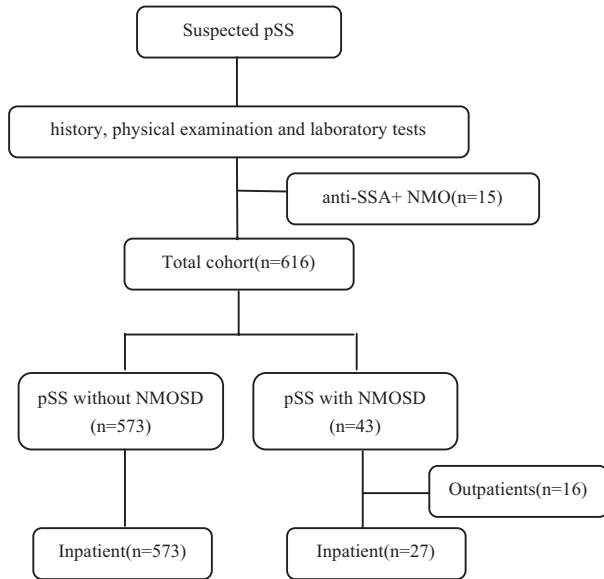 Suspected pSS
history, physical examination and laboratory tests
anti-SSA+ NMO(n=15)
Total cohort(n=616)
pSS without NMOSD
(n=573)
pSS with NMOSD
(n=43)
Outpatients(n=16)
Inpatient(n=573)
Inpatient(n=27)